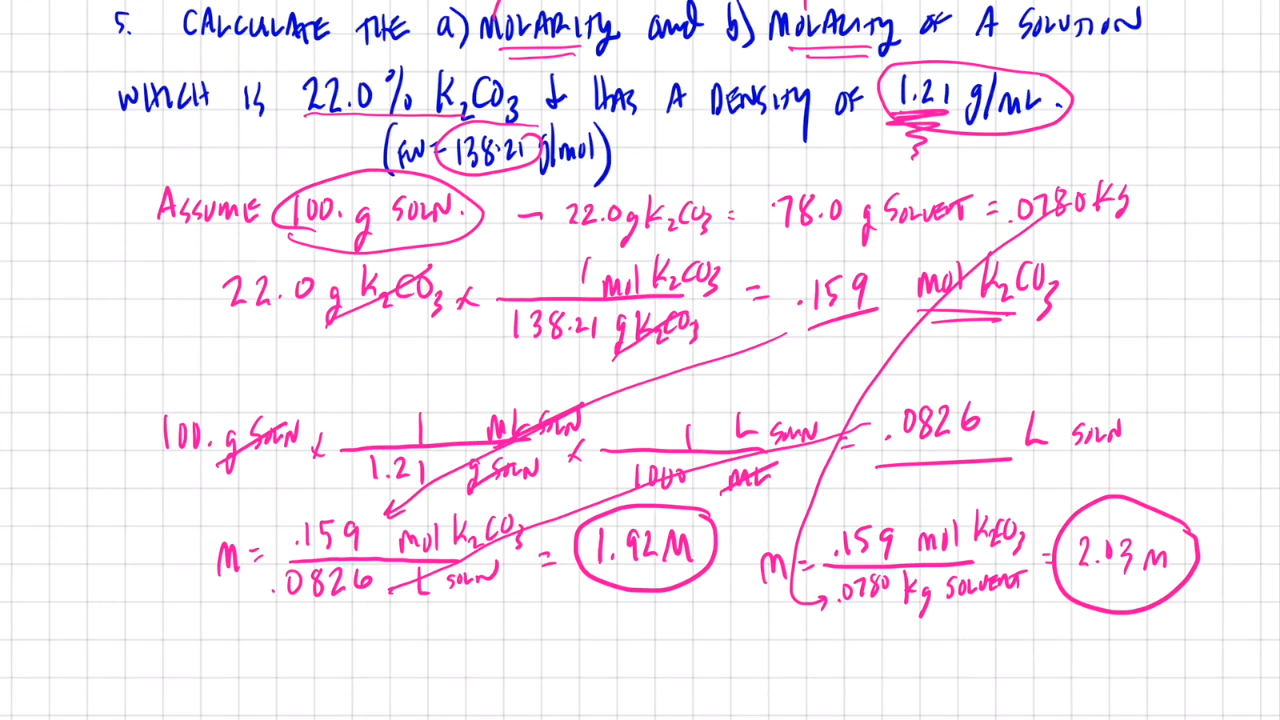 5. CALCULATE THE a) MOLARITY and b) MOLALITY OF A SOLUTION
WHICH IS 22.0% K₂CO₃ & HAS A DENSITY OF 1.21 g/mL.
(FW = 138.21 g/mol)
ASSUME 100. g SOLN. - 22.0 g K₂CO₃ = 78.0 g SOLVENT = .0780 Kg
22.0 g K₂CO₃ x 1 mol K₂CO₃ / 138.21 g K₂CO₃ = .159 mol K₂CO₃
100. g SOLN x 1 mL SOLN / 1.21 g SOLN x 1 L SOLN / 1000 mL = .0826 L SOLN
M = .159 mol K₂CO₃ / .0826 L SOLN = 1.92 M
m = .159 mol K₂CO₃ / .0780 Kg SOLVENT = 2.03 m